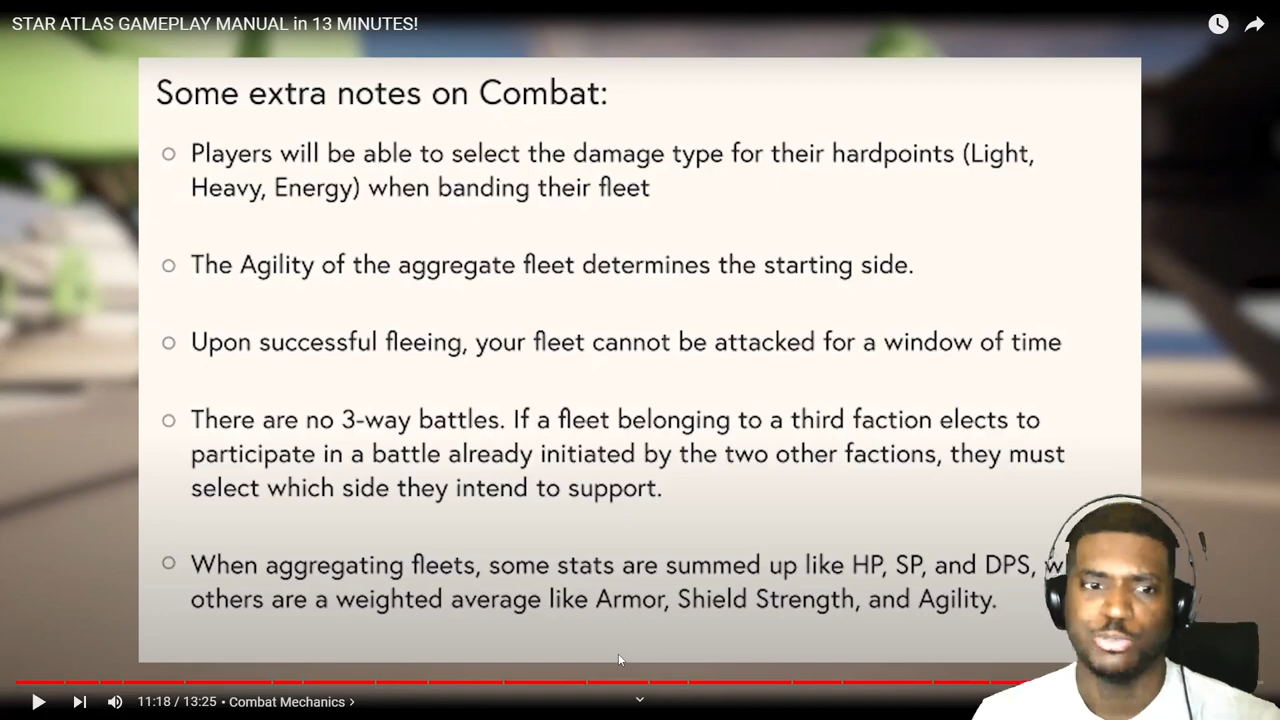 STAR ATLAS GAMEPLAY MANUAL in 13 MINUTES!
Some extra notes on Combat:
Players will be able to select the damage type for their hardpoints (Light,
Heavy, Energy) when banding their fleet
The Agility of the aggregate fleet determines the starting side.
Upon successful fleeing, your fleet cannot be attacked for a window of time
There are no 3-way battles. If a fleet belonging to a third faction elects to
participate in a battle already initiated by the two other factions, they must
select which side they intend to support.
When aggregating fleets, some stats are summed up like HP, SP, and DPS,
others are a weighted average like Armor, Shield Strength, and Agility.
11:18 / 13:25 • Combat Mechanics >